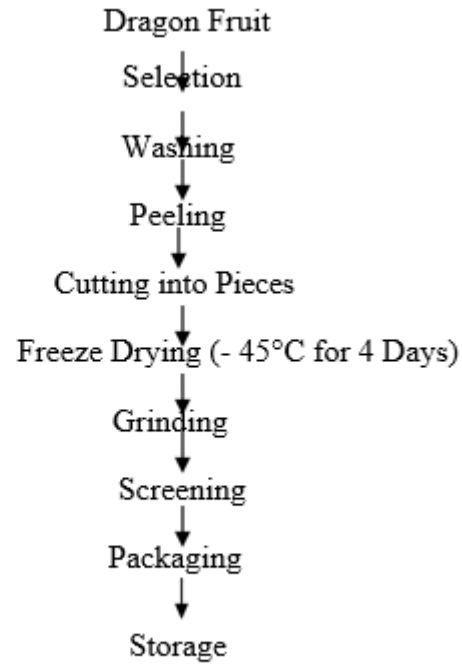 Dragon Fruit
Selection
Washing
Peeling
Cutting into Pieces
Freeze Drying (- 45°C for 4 Days)
Grinding
Screening
Packaging
Storage